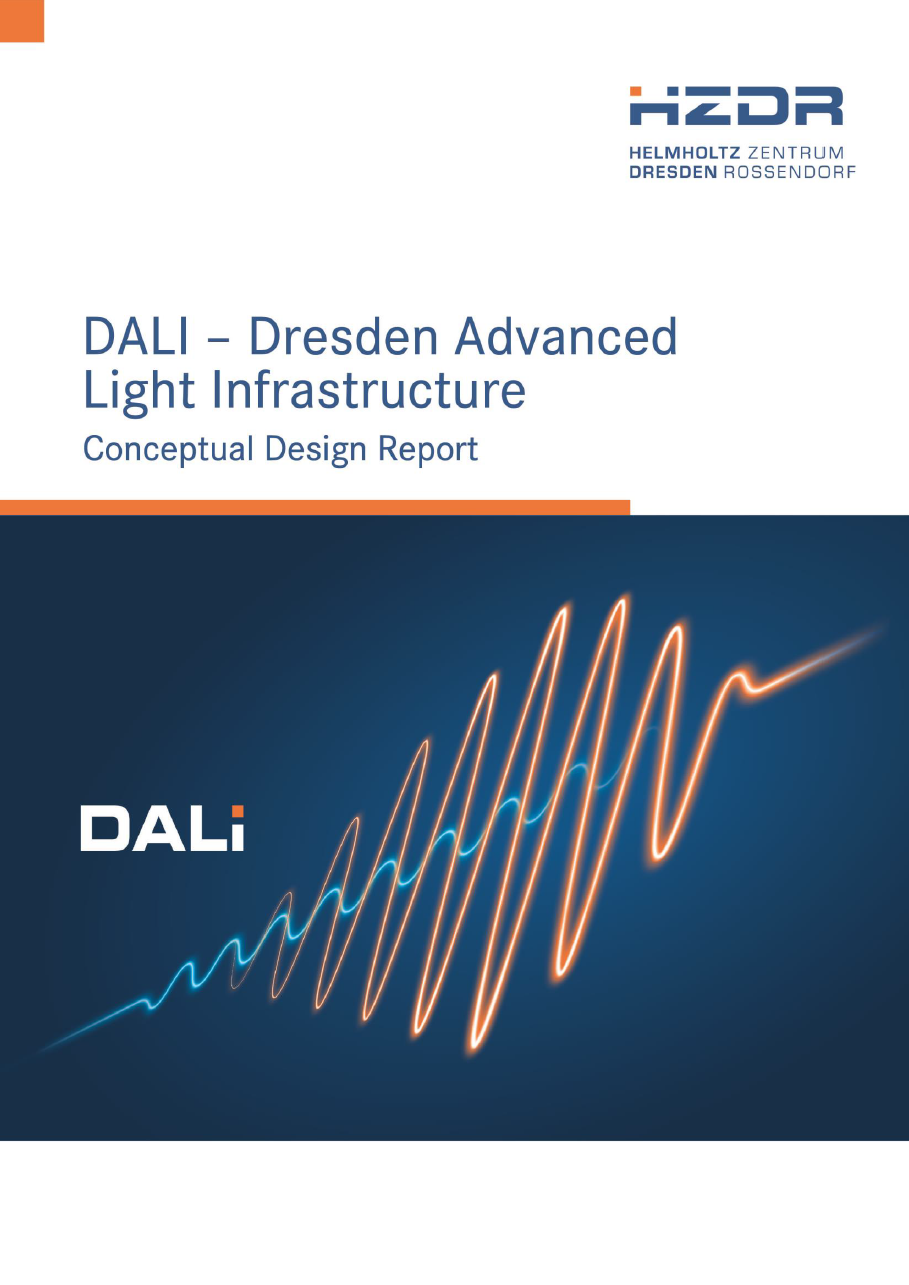 HZDR
HELMHOLTZ ZENTRUM
DRESDEN ROSSENDORF
DALI – Dresden Advanced
Light Infrastructure
Conceptual Design Report
DALi